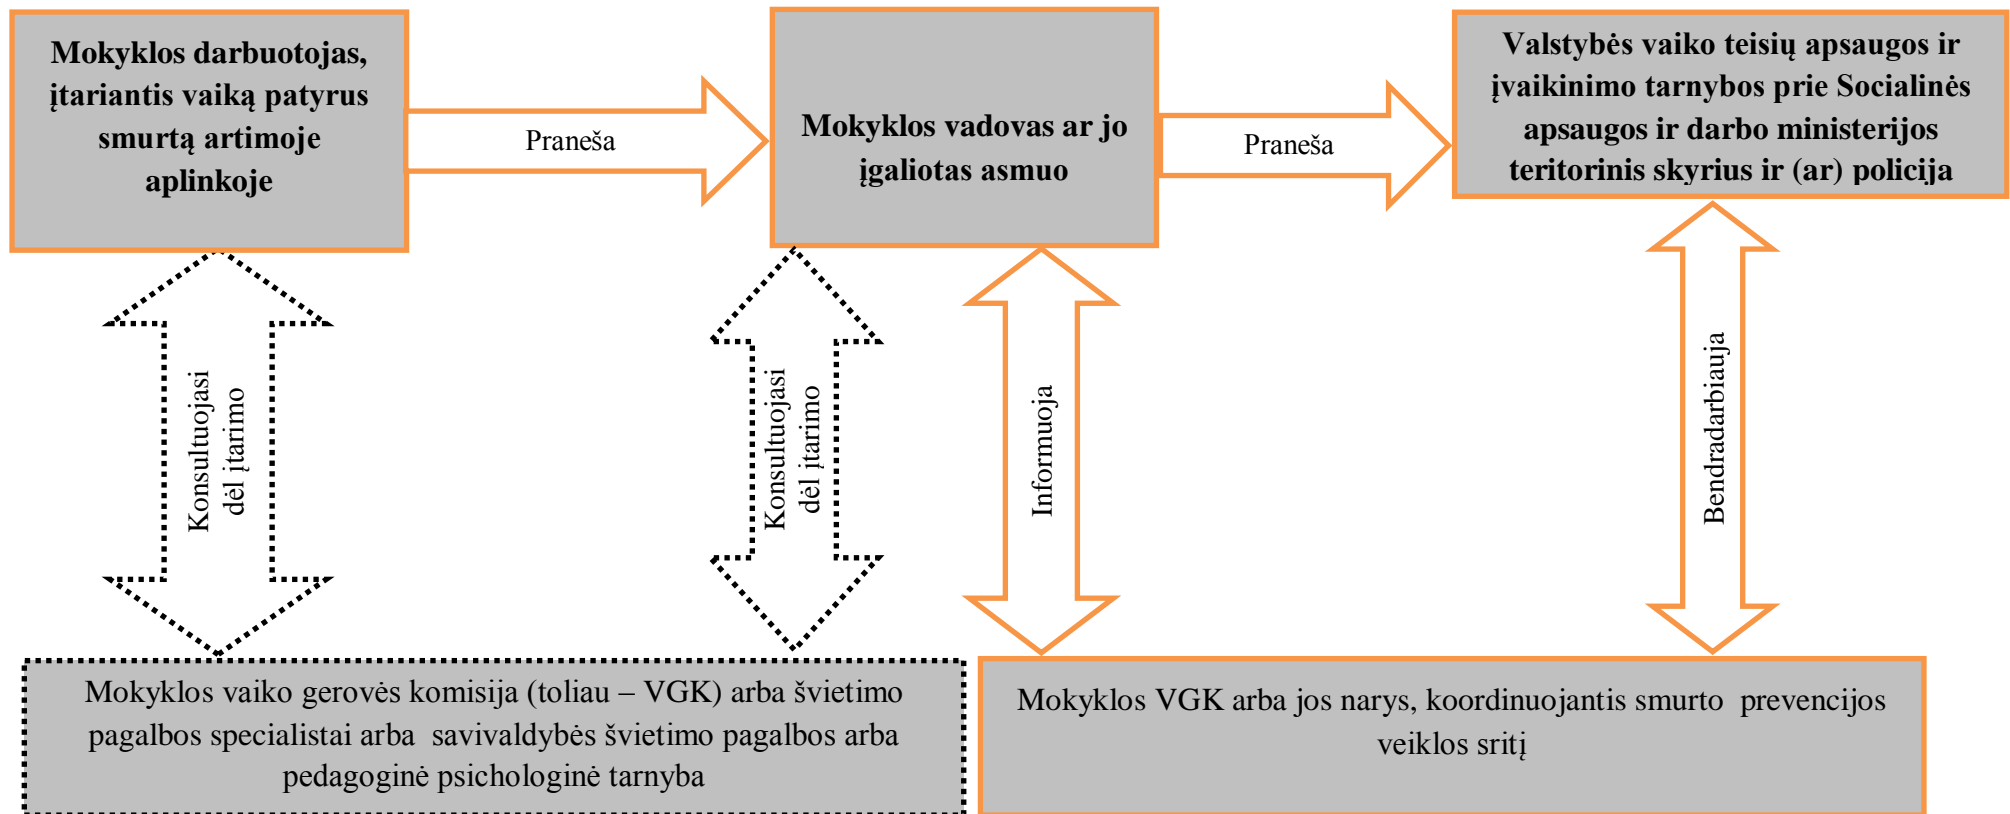 Mokyklos darbuotojas,
įtariantis vaiką patyrus
smurtą artimoje
aplinkoje
Praneša
Mokyklos vadovas ar jo
įgaliotas asmuo
Praneša
Valstybės vaiko teisių apsaugos ir
įvaikinimo tarnybos prie Socialinės
apsaugos ir darbo ministerijos
teritorinis skyrius ir (ar) policija
Konsultuojasi
dėl įtarimo
Konsultuojasi
dėl įtarimo
Informuoja
Bendradarbiauja
Mokyklos vaiko gerovės komisija (toliau – VGK) arba švietimo
pagalbos specialistai arba  savivaldybės švietimo pagalbos arba
pedagoginė psichologinė tarnyba
Mokyklos VGK arba jos narys, koordinuojantis smurto  prevencijos
veiklos sritį